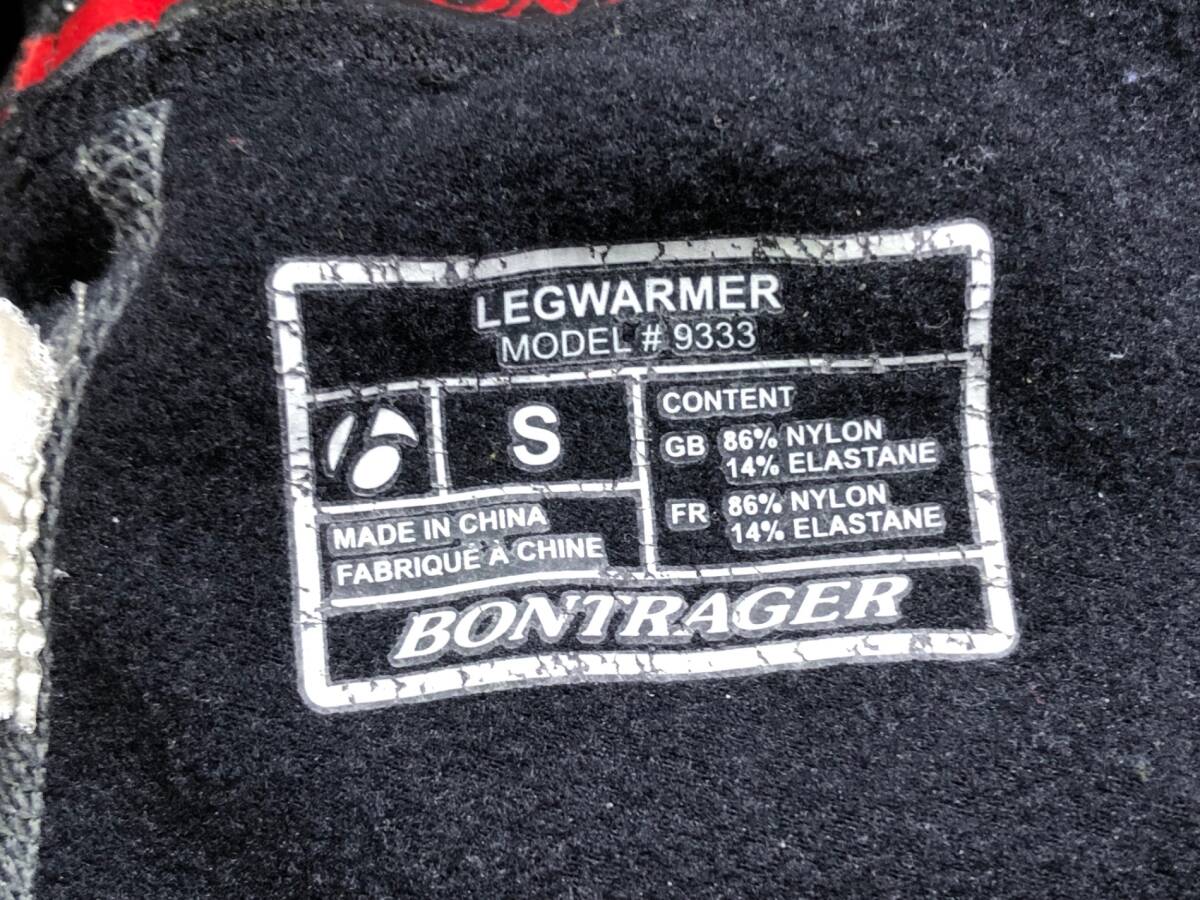 LEGWARMER
MODEL # 9333
S
CONTENT
GB 86% NYLON
14% ELASTANE
FR 86% NYLON
14% ELASTANE
MADE IN CHINA
FABRIQUÉ À CHINE
BONTRAGER